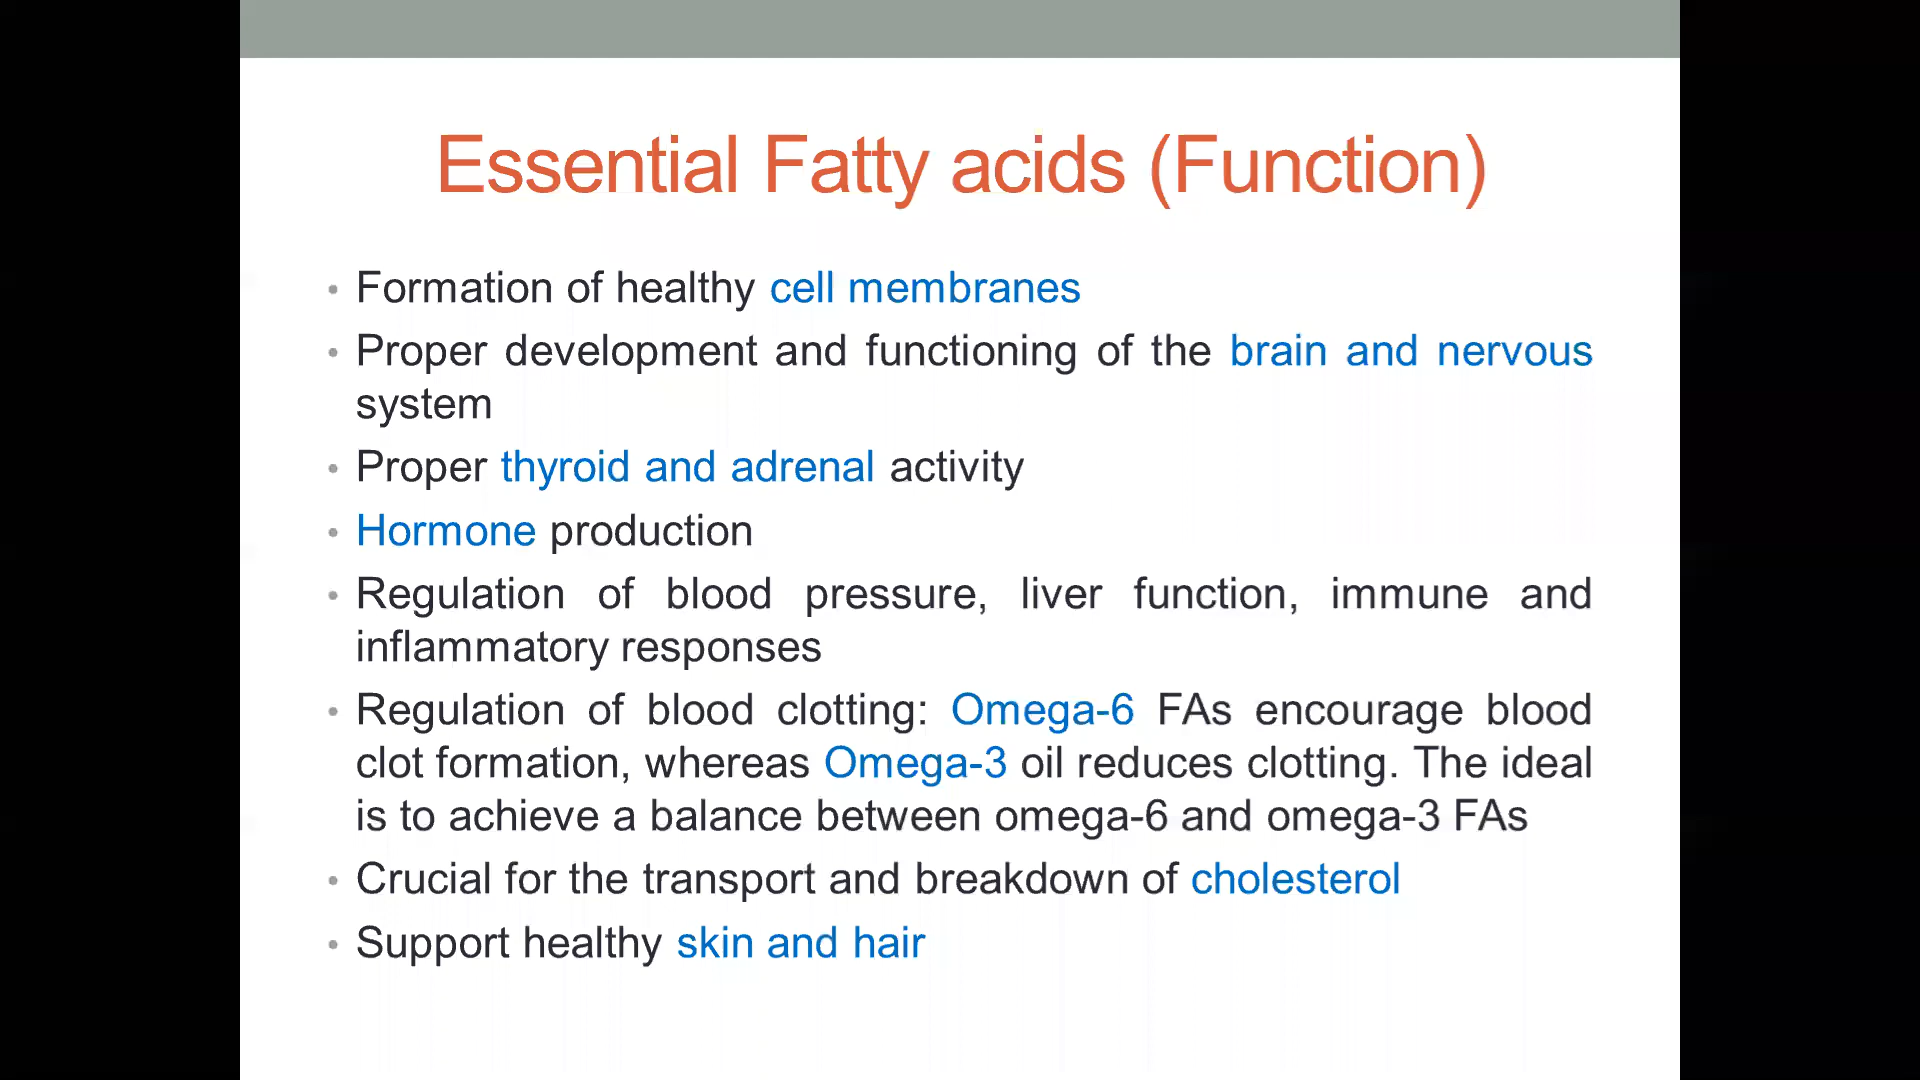 Essential Fatty acids (Function)
• Formation of healthy cell membranes
• Proper development and functioning of the brain and nervous
system
• Proper thyroid and adrenal activity
• Hormone production
• Regulation of blood pressure, liver function, immune and
inflammatory responses
• Regulation of blood clotting: Omega-6 FAs encourage blood
clot formation, whereas Omega-3 oil reduces clotting. The ideal
is to achieve a balance between omega-6 and omega-3 FAs
• Crucial for the transport and breakdown of cholesterol
• Support healthy skin and hair